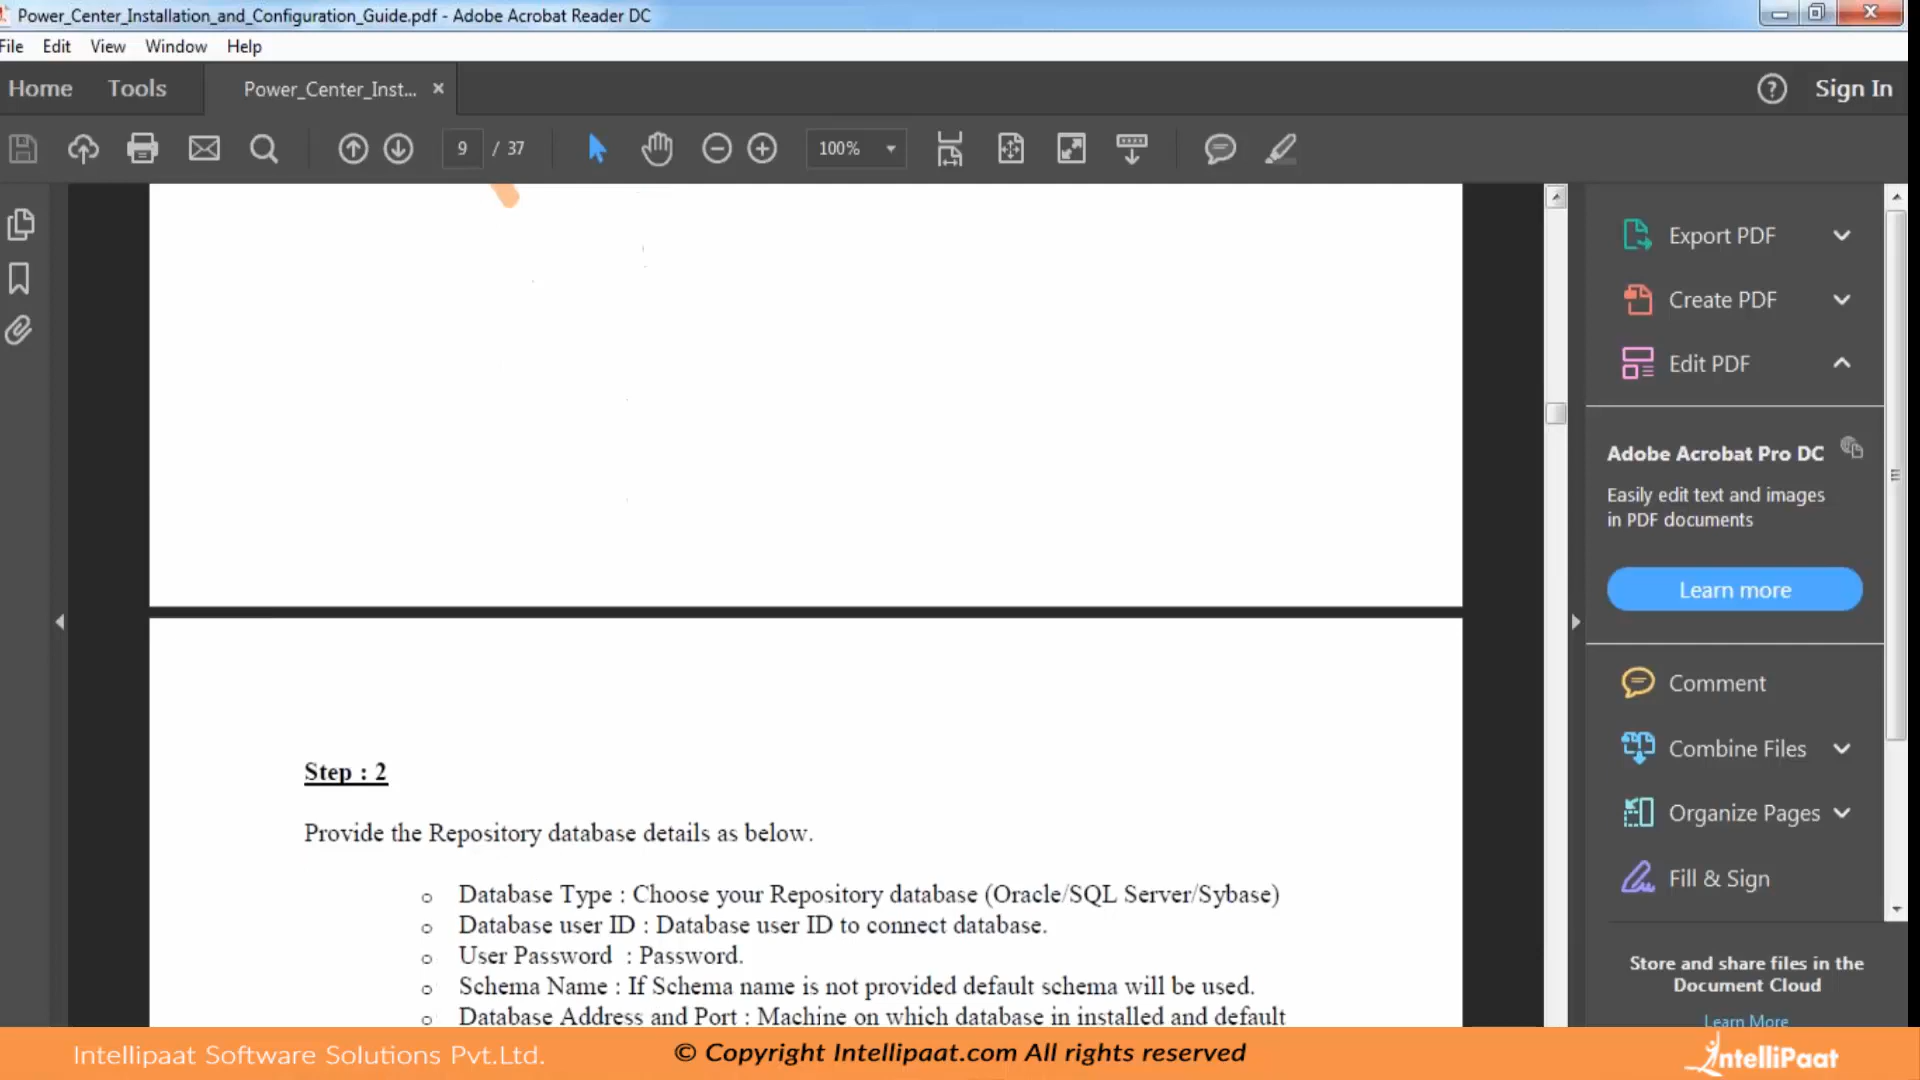 Power_Center_Installation_and_Configuration_Guide.pdf - Adobe Acrobat Reader DC
File Edit View Window Help
Home Tools Power_Center_Inst... Sign In
9 / 37 100%
Export PDF
Create PDF
Edit PDF
Adobe Acrobat Pro DC
Easily edit text and images
in PDF documents
Learn more
Comment
Combine Files
Organize Pages
Fill & Sign
Store and share files in the
Document Cloud
Learn More
Step : 2
Provide the Repository database details as below.
o Database Type : Choose your Repository database (Oracle/SQL Server/Sybase)
o Database user ID : Database user ID to connect database.
o User Password : Password.
o Schema Name : If Schema name is not provided default schema will be used.
o Database Address and Port : Machine on which database in installed and default
Intellipaat Software Solutions Pvt.Ltd.
© Copyright Intellipaat.com All rights reserved
IntelliPaat